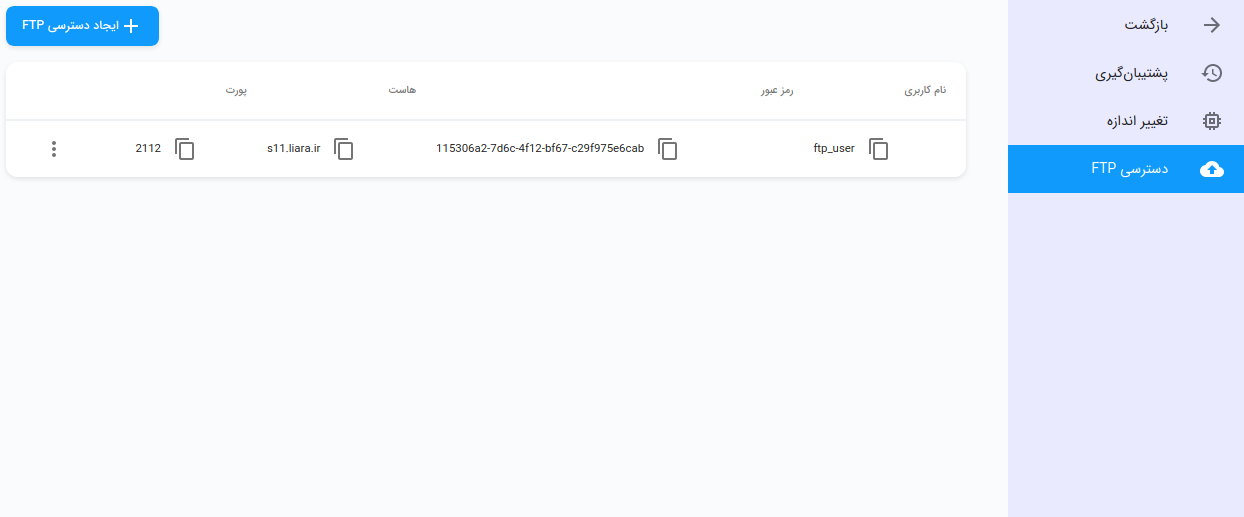 بازگشت
پشتیبان‌گیری
تغییر اندازه
دسترسی FTP
ایجاد دسترسی FTP
نام کاربری رمز عبور هاست پورت
ftp_user 115306a2-7d6c-4f12-bf67-c29f975e6cab s11.liara.ir 2112